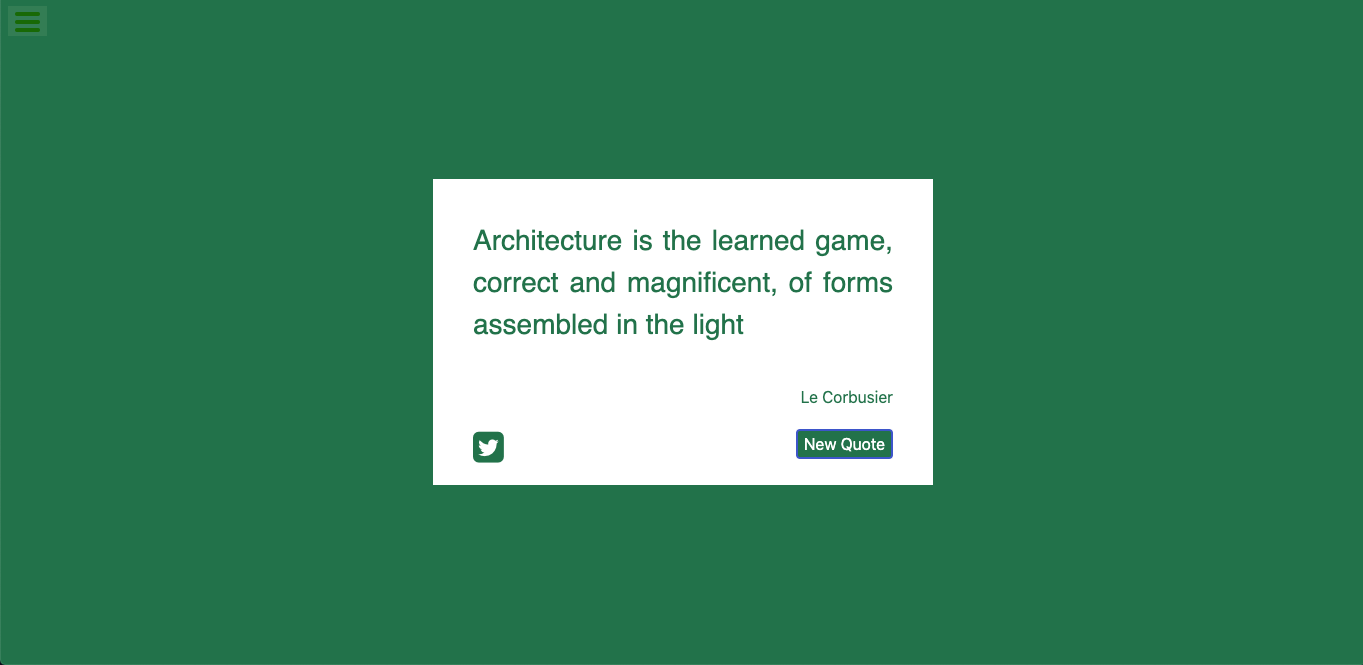 Architecture is the learned game,
correct and magnificent, of forms
assembled in the light
Le Corbusier
New Quote